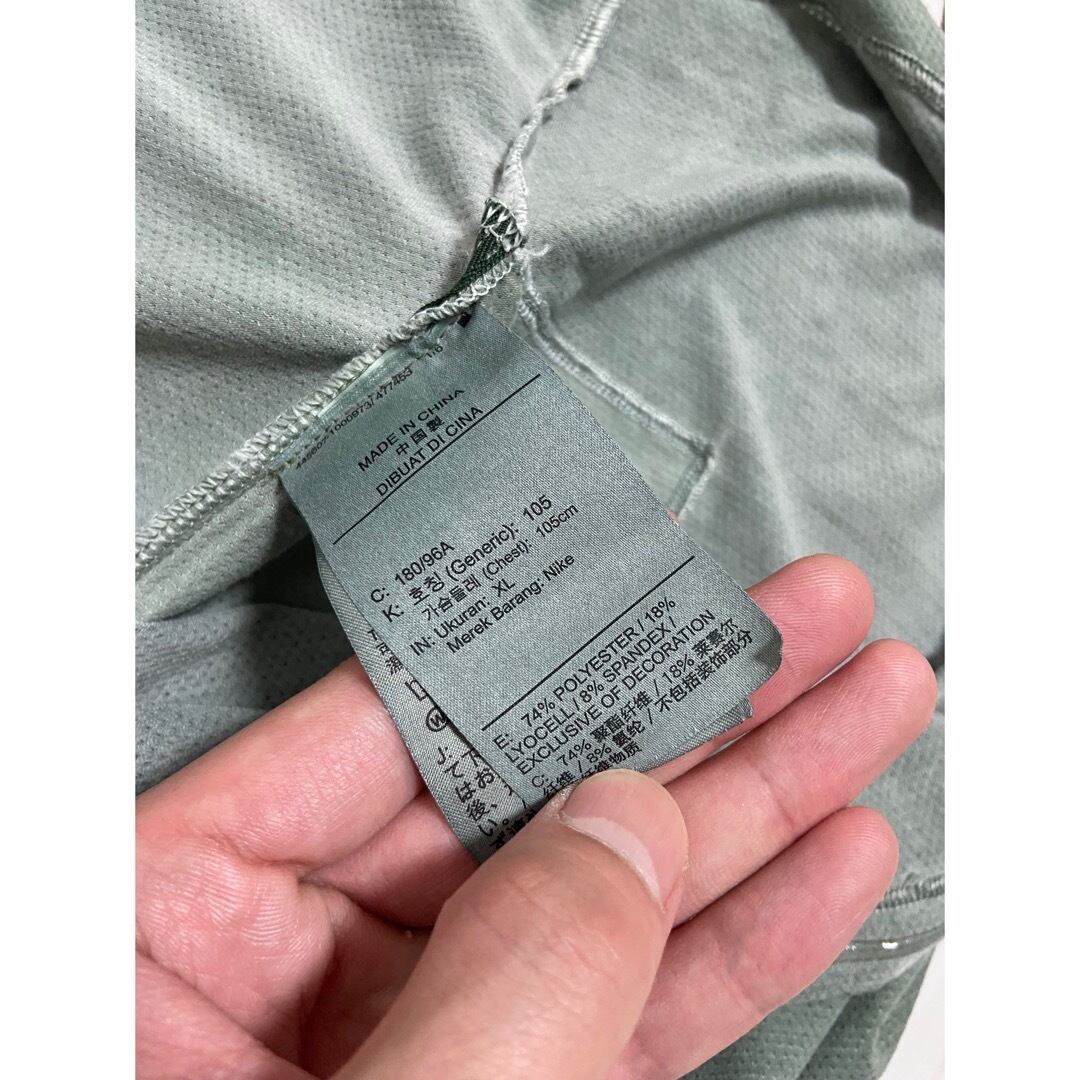 MADE IN CHINA
中国製
DIBUAT DI CINA
C: 180/96A
K: 호칭 (Generic): 105
가슴둘레 (Chest): 105cm
IN: Ukuran: XL
Merek Barang: Nike
E: 74% POLYESTER / 18%
LYOCELL / 8% SPANDEX /
EXCLUSIVE OF DECORATION
C: 74% 聚酯纤维 / 18% 莱赛尔
纤维 / 8% 氨纶 / 不包括装饰部分